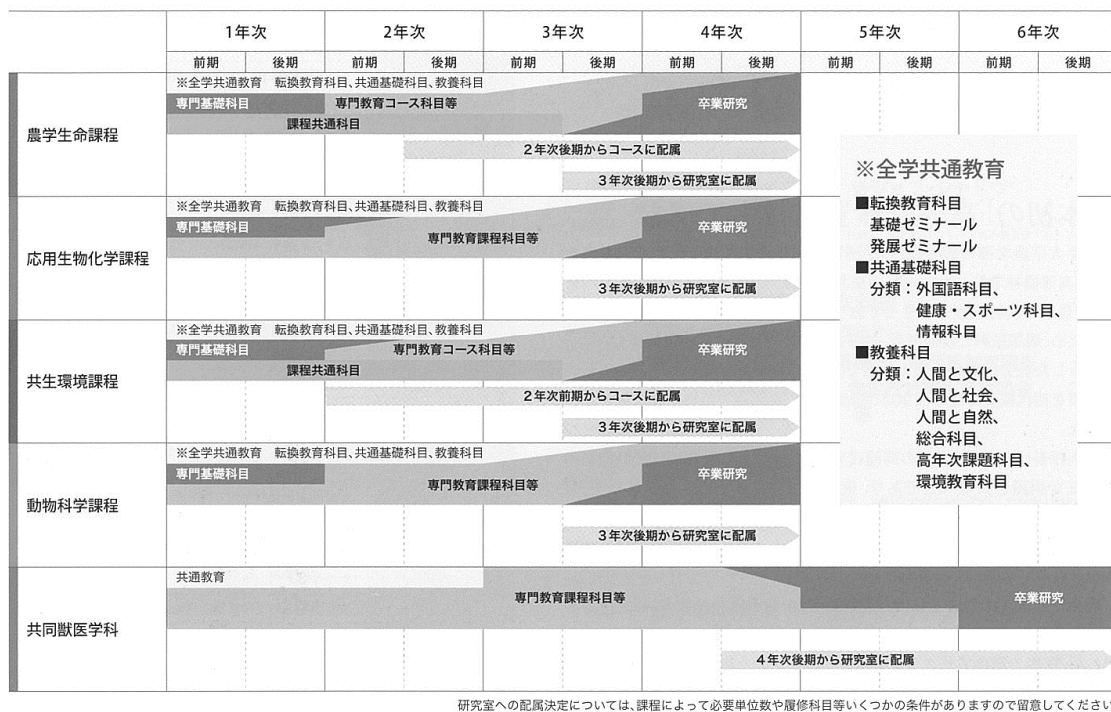 1年次 2年次 3年次 4年次 5年次 6年次
前期 後期 前期 後期 前期 後期 前期 後期 前期 後期 前期 後期
農学生命課程
※全学共通教育 転換教育科目、共通基礎科目、教養科目
専門基礎科目 専門教育コース科目等 卒業研究
課程共通科目
2年次後期からコースに配属
3年次後期から研究室に配属
応用生物化学課程
※全学共通教育 転換教育科目、共通基礎科目、教養科目
専門基礎科目 専門教育課程科目等 卒業研究
3年次後期から研究室に配属
共生環境課程
※全学共通教育 転換教育科目、共通基礎科目、教養科目
専門基礎科目 専門教育コース科目等 卒業研究
課程共通科目
2年次前期からコースに配属
3年次後期から研究室に配属
動物科学課程
※全学共通教育 転換教育科目、共通基礎科目、教養科目
専門基礎科目 専門教育課程科目等 卒業研究
3年次後期から研究室に配属
共同獣医学科
共通教育
専門教育課程科目等 卒業研究
4年次後期から研究室に配属
※全学共通教育
■転換教育科目
基礎ゼミナール
発展ゼミナール
■共通基礎科目
分類:外国語科目、
健康・スポーツ科目、
情報科目
■教養科目
分類:人間と文化、
人間と社会、
人間と自然、
総合科目、
高年次課題科目、
環境教育科目
研究室への配属決定については、課程によって必要単位数や履修科目等いくつかの条件がありますので留意してください